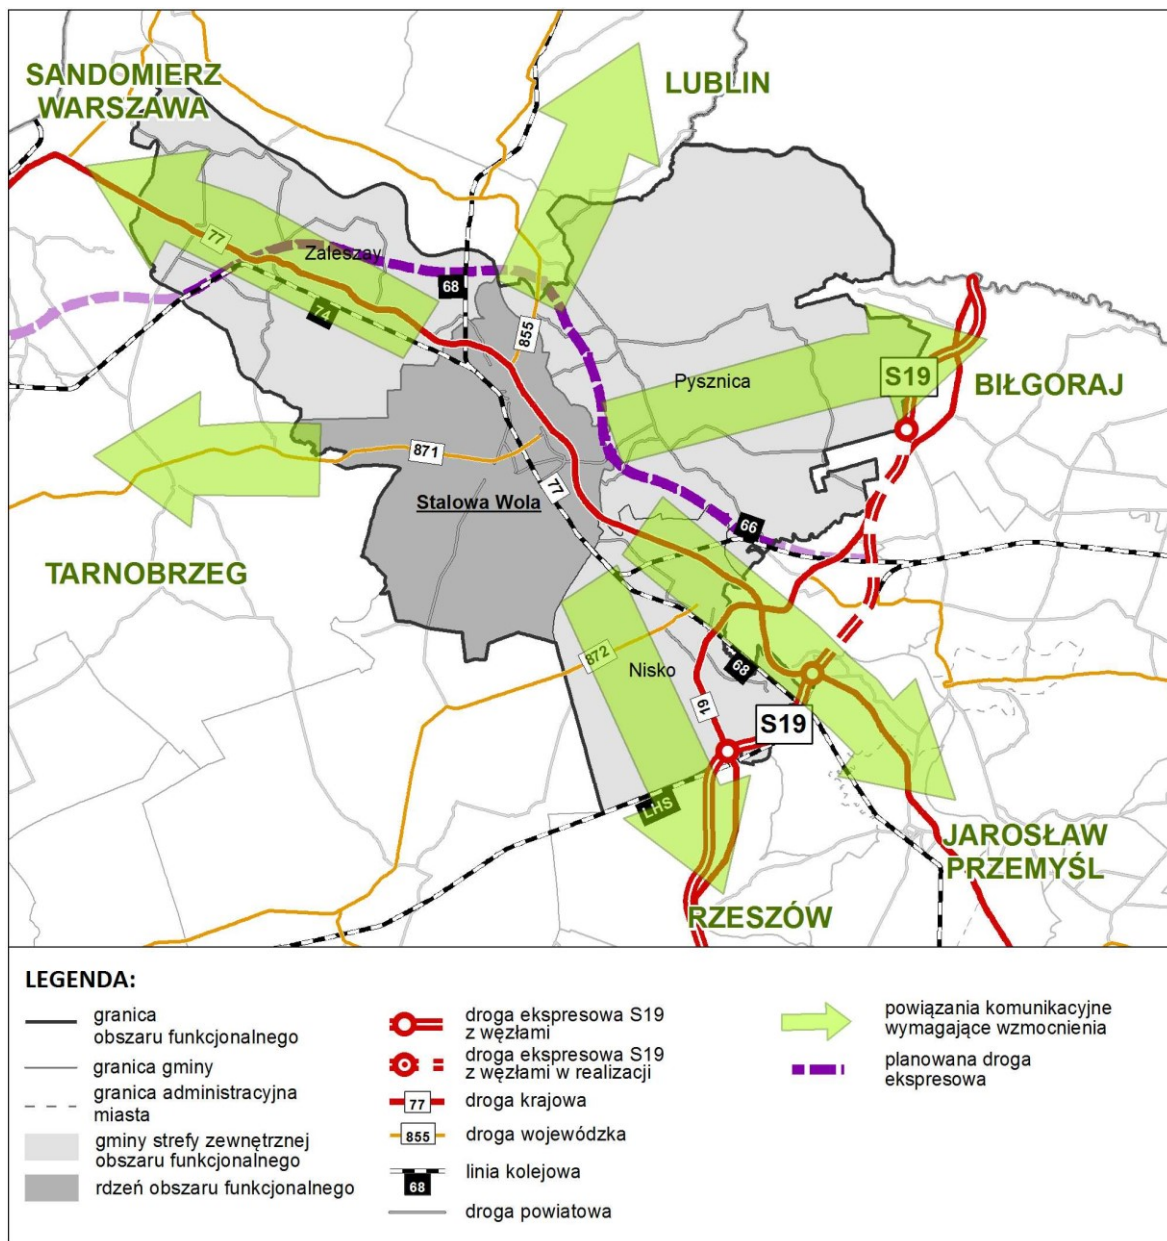 SANDOMIERZ
WARSZAWA
LUBLIN
77
Zaleszay
68
74
855
Pysznica
S19
BIŁGORAJ
871
77
Stalowa Wola
66
TARNOBRZEG
872
Nisko
68
19
S19
LHS
JAROSŁAW
PRZEMYŚL
RZESZÓW
LEGENDA:
granica
obszaru funkcjonalnego
granica gminy
granica administracyjna
miasta
gminy strefy zewnętrznej
obszaru funkcjonalnego
rdzeń obszaru funkcjonalnego
droga ekspresowa S19
z węzłami
droga ekspresowa S19
z węzłami w realizacji
77
droga krajowa
855
droga wojewódzka
linia kolejowa
68
droga powiatowa
powiązania komunikacyjne
wymagające wzmocnienia
planowana droga
ekspresowa